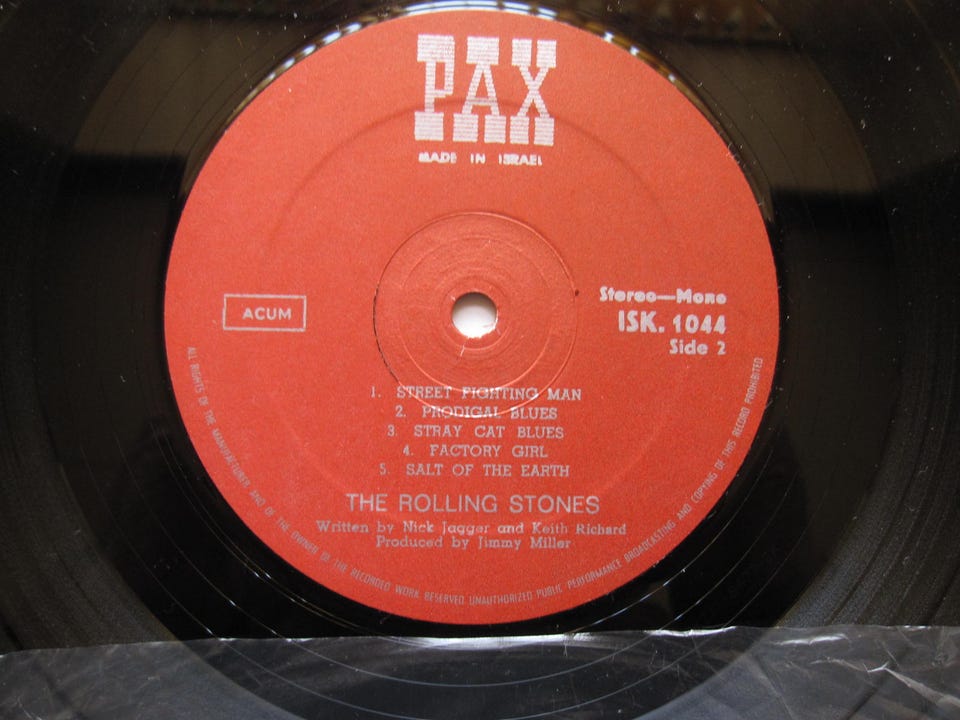 PAX
MADE IN ISRAEL
ACUM
Stereo—Mono
ISK. 1044
Side 2
1. STREET FIGHTING MAN
2. PRODIGAL BLUES
3. STRAY CAT BLUES
4. FACTORY GIRL
5. SALT OF THE EARTH
THE ROLLING STONES
Written by Nick Jagger and Keith Richard
Produced by Jimmy Miller
ALL RIGHTS OF THE MANUFACTURER AND OF THE OWNER OF THE RECORDED WORK RESERVED UNAUTHORIZED PUBLIC PERFORMANCE BROADCASTING AND COPYING OF THIS RECORD PROHIBITED